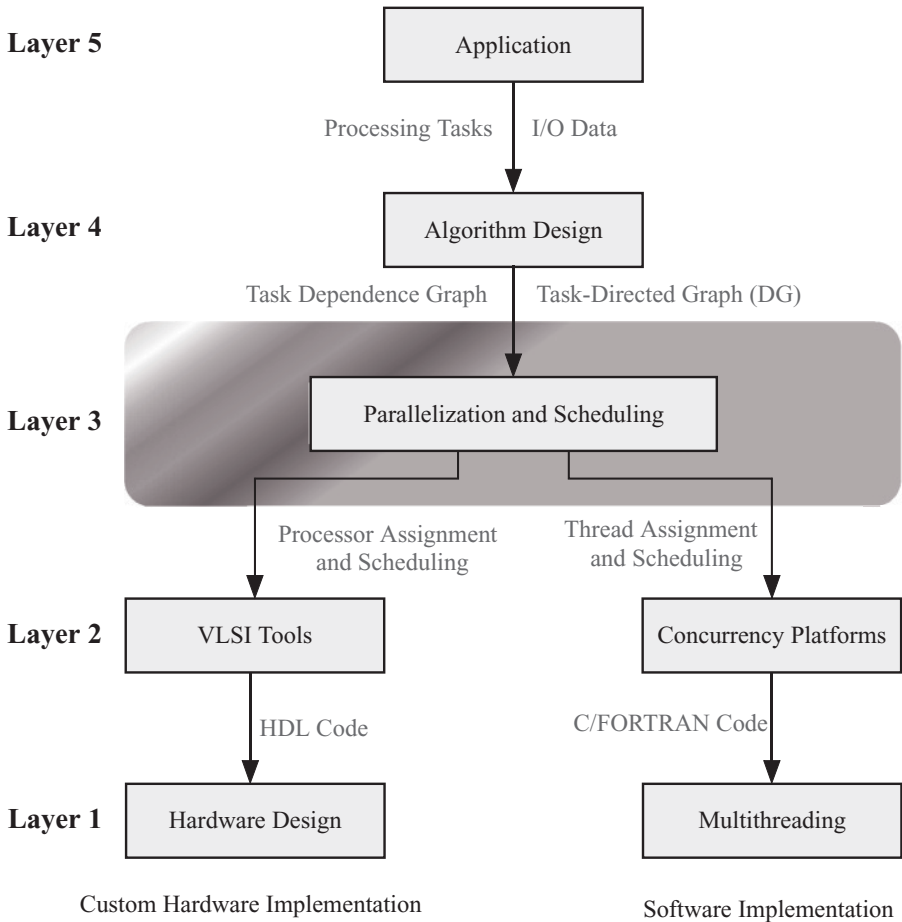 Layer 5
Application
Processing Tasks
I/O Data
Layer 4
Algorithm Design
Task Dependence Graph
Task-Directed Graph (DG)
Layer 3
Parallelization and Scheduling
Processor Assignment
and Scheduling
Thread Assignment
and Scheduling
Layer 2
VLSI Tools
Concurrency Platforms
HDL Code
C/FORTRAN Code
Layer 1
Hardware Design
Multithreading
Custom Hardware Implementation
Software Implementation